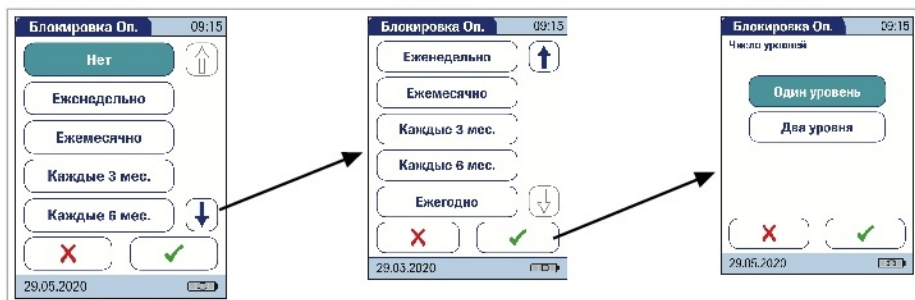 Блокировка Оп. 09:15
Нет
Еженедельно
Ежемесячно
Каждые 3 мес.
Каждые 6 мес.
29.05.2020
Блокировка Оп. 09:15
Еженедельно
Ежемесячно
Каждые 3 мес.
Каждые 6 мес.
Ежегодно
29.05.2020
Блокировка Оп. 09:15
Число уровней
Один уровень
Два уровня
29.05.2020